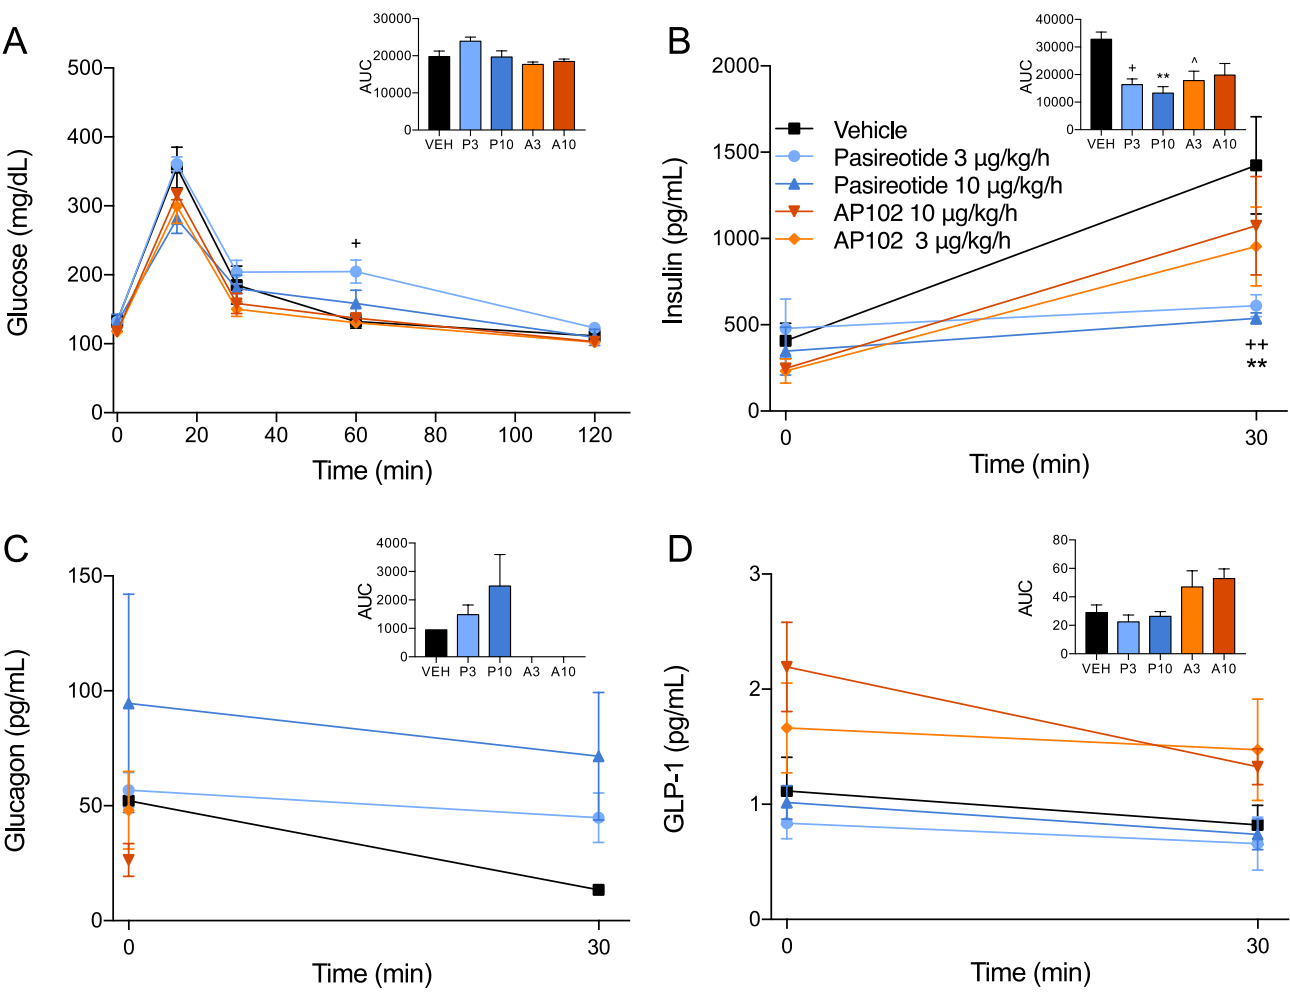 A
500
400
300
200
100
0
Glucose (mg/dL)
0
20
40
60
80
100
120
Time (min)
+
30000
20000
10000
0
AUC
VEH
P3
P10
A3
A10
B
2000
1500
1000
500
0
Insulin (pg/mL)
0
30
Time (min)
Vehicle
Pasireotide 3 µg/kg/h
Pasireotide 10 µg/kg/h
AP102 10 µg/kg/h
AP102 3 µg/kg/h
++
**
40000
30000
20000
10000
0
AUC
+
**
^
VEH
P3
P10
A3
A10
C
150
100
50
0
Glucagon (pg/mL)
0
30
Time (min)
4000
3000
2000
1000
0
AUC
VEH
P3
P10
A3
A10
D
3
2
1
0
GLP-1 (pg/mL)
0
30
Time (min)
80
60
40
20
0
AUC
VEH
P3
P10
A3
A10